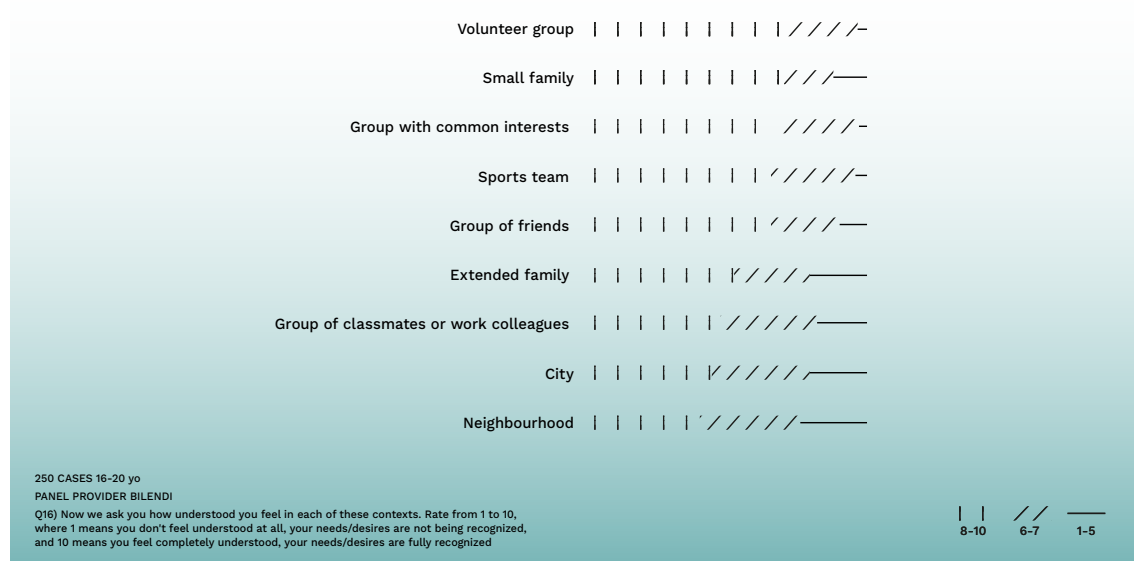 Volunteer group
Small family
Group with common interests
Sports team
Group of friends
Extended family
Group of classmates or work colleagues
City
Neighbourhood
250 CASES 16-20 yo
PANEL PROVIDER BILENDI
Q16) Now we ask you how understood you feel in each of these contexts. Rate from 1 to 10,
where 1 means you don't feel understood at all, your needs/desires are not being recognized,
and 10 means you feel completely understood, your needs/desires are fully recognized
8-10 6-7 1-5